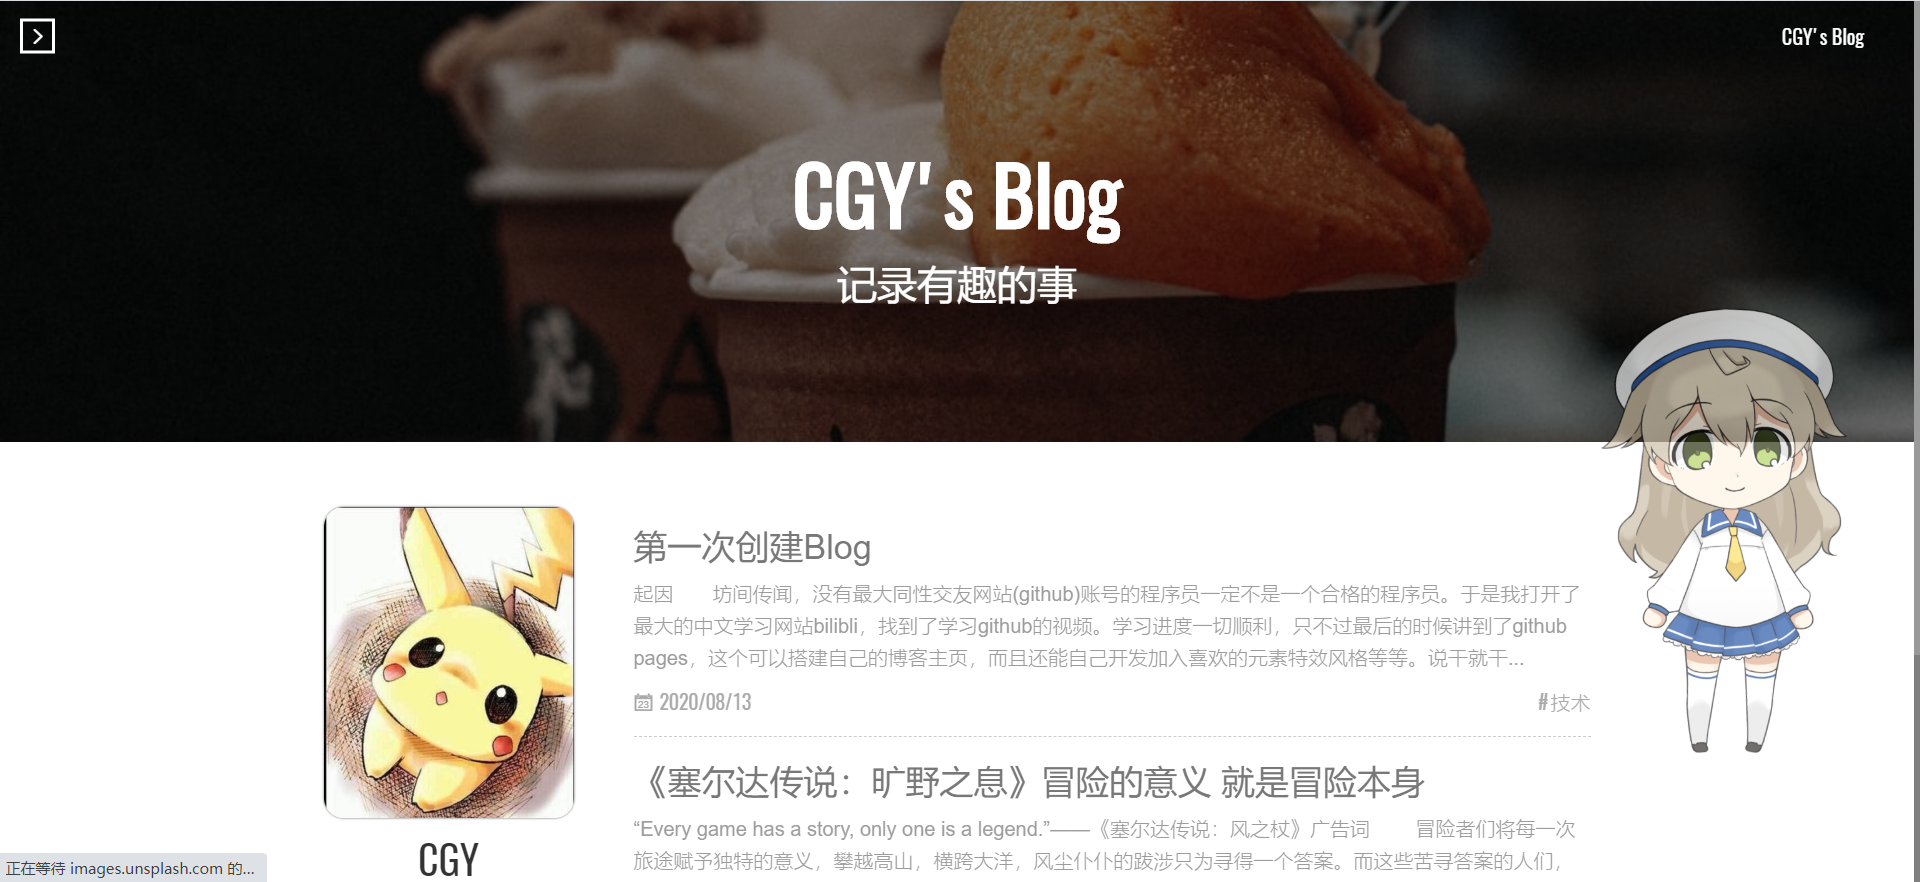 CGY's Blog
CGY's Blog
记录有趣的事
第一次创建Blog
起因 坊间传闻，没有最大同性交友网站(github)账号的程序员一定不是一个合格的程序员。于是我打开了
最大的中文学习网站bilibli，找到了学习github的视频。学习进度一切顺利，只不过最后的时候讲到了github
pages，这个可以搭建自己的博客主页，而且还能自己开发加入喜欢的元素特效风格等等。说干就干...
2020/08/13
#技术
《塞尔达传说：旷野之息》冒险的意义 就是冒险本身
“Every game has a story, only one is a legend.”——《塞尔达传说：风之杖》广告词 冒险者们将每一次
旅途赋予独特的意义，攀越高山，横跨大洋，风尘仆仆的跋涉只为寻得一个答案。而这些苦寻答案的人们，
CGY
正在等待 images.unsplash.com 的...